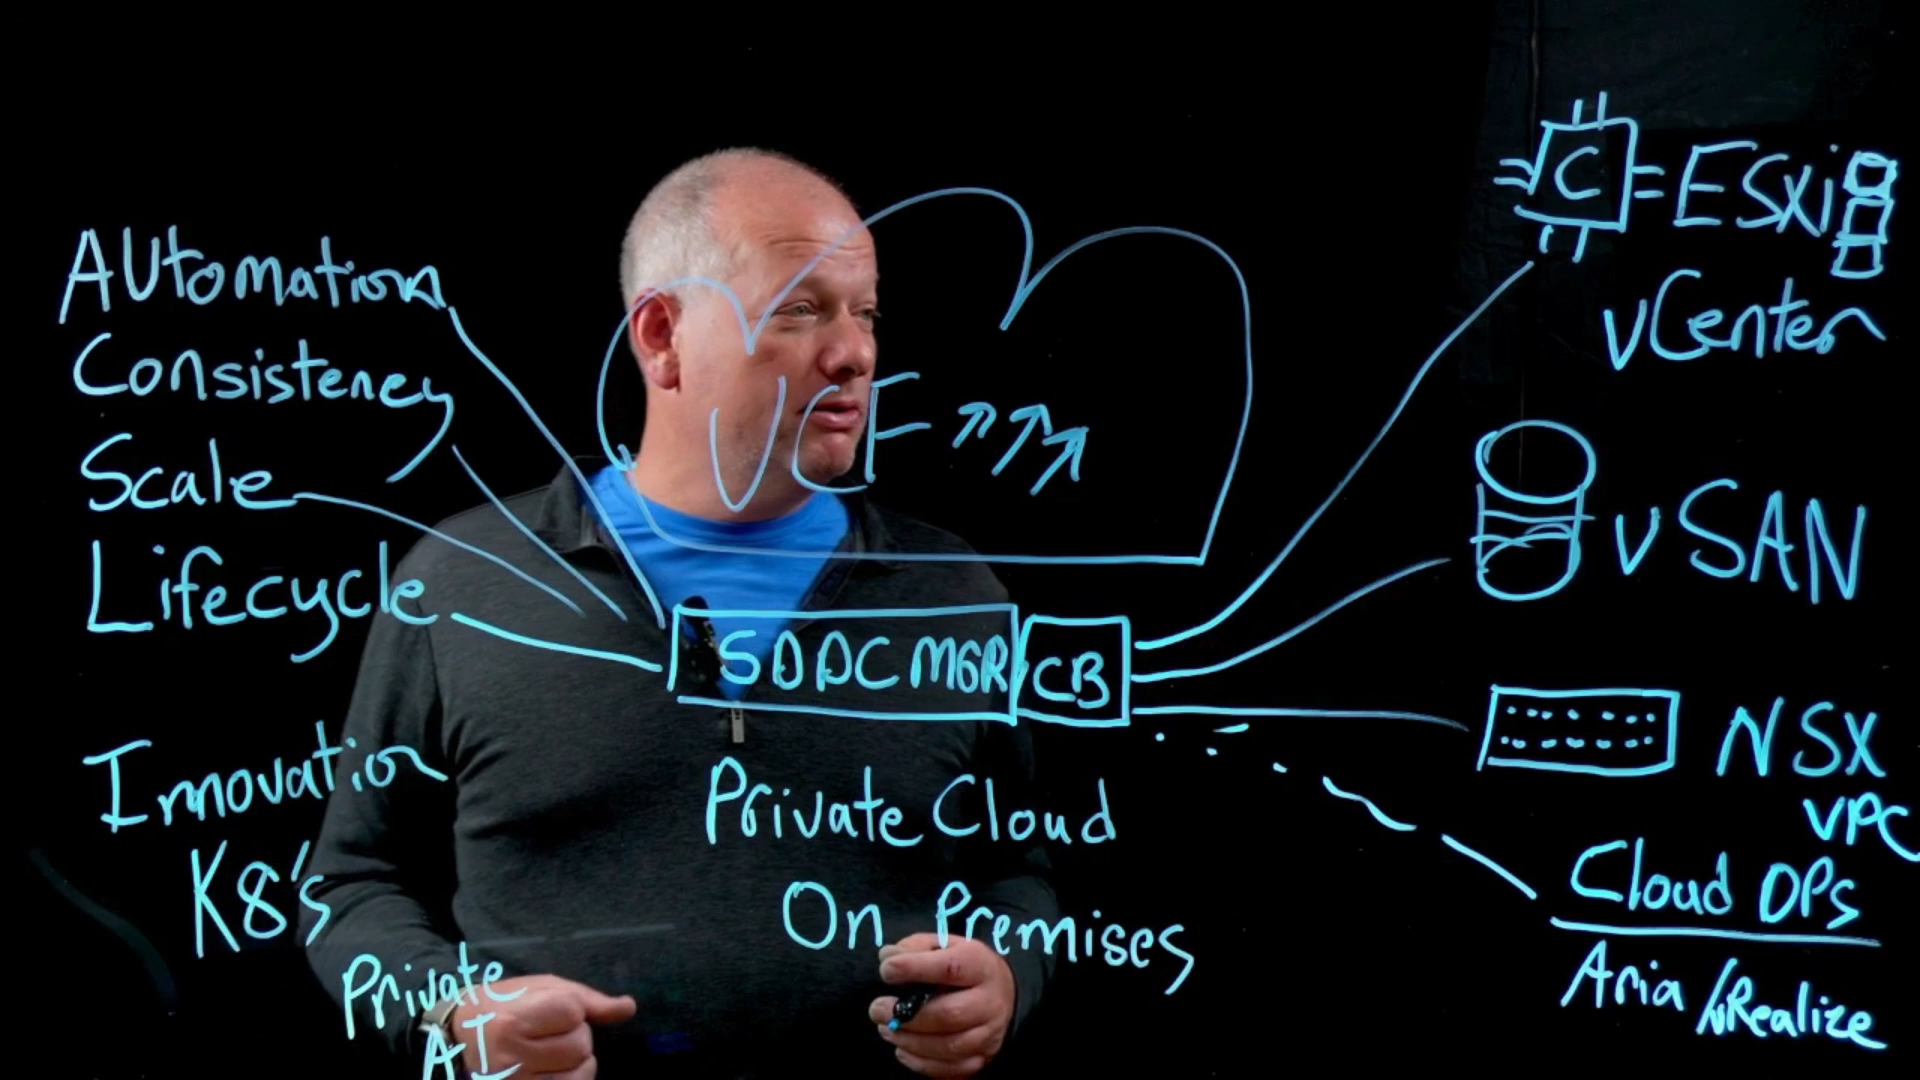 Automation
Consistency
Scale
Lifecycle
Innovation
K8's
Private
AI
VCF
SDDC MGR
CB
Private Cloud
On Premises
C
ESXi
vCenter
vSAN
NSX
VPC
Cloud OPs
Aria/vRealize